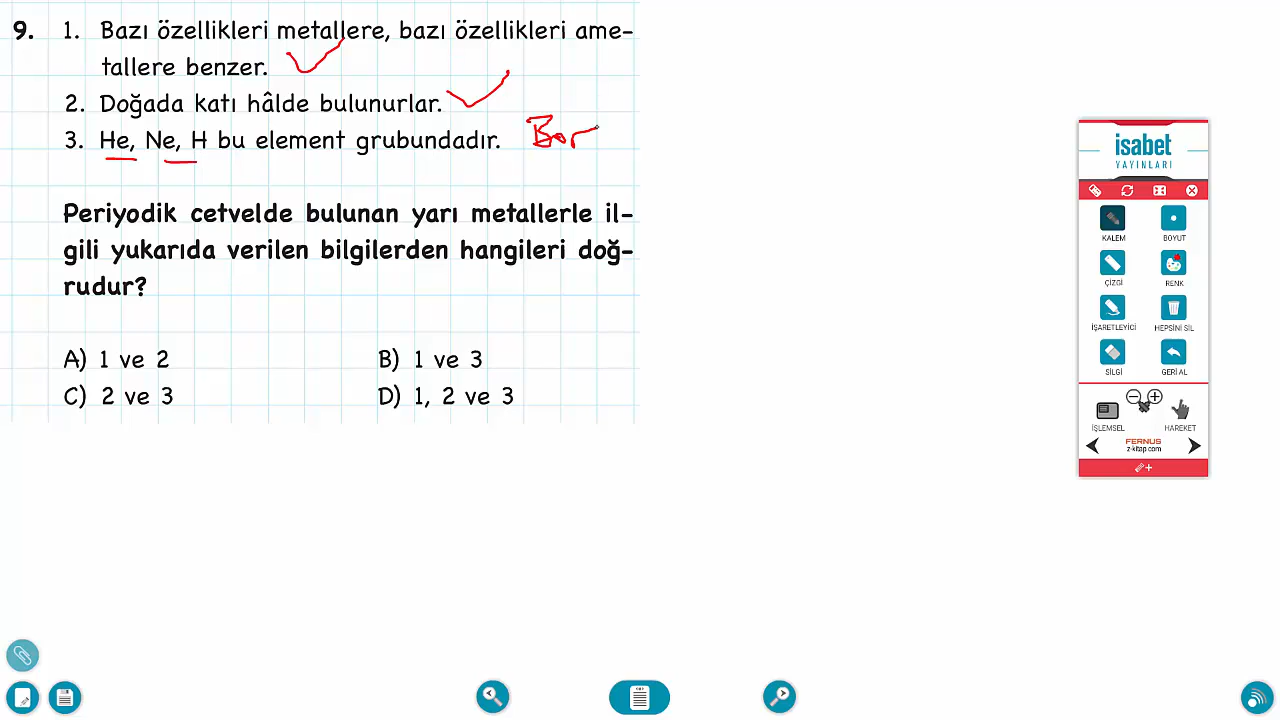 9. 1. Bazı özellikleri metallere, bazı özellikleri ame-
tallere benzer.
2. Doğada katı hâlde bulunurlar.
3. He, Ne, H bu element grubundadır. Bor
Periyodik cetvelde bulunan yarı metallerle il-
gili yukarıda verilen bilgilerden hangileri doğ-
rudur?
A) 1 ve 2 B) 1 ve 3
C) 2 ve 3 D) 1, 2 ve 3
isabet
YAYINLARI
KALEM BOYUT
ÇİZGİ RENK
İŞARETLEYİCİ HEPSİNİ SİL
SİLGİ GERİ AL
İŞLEMSEL HAREKET
FERNUS
z-kitap.com